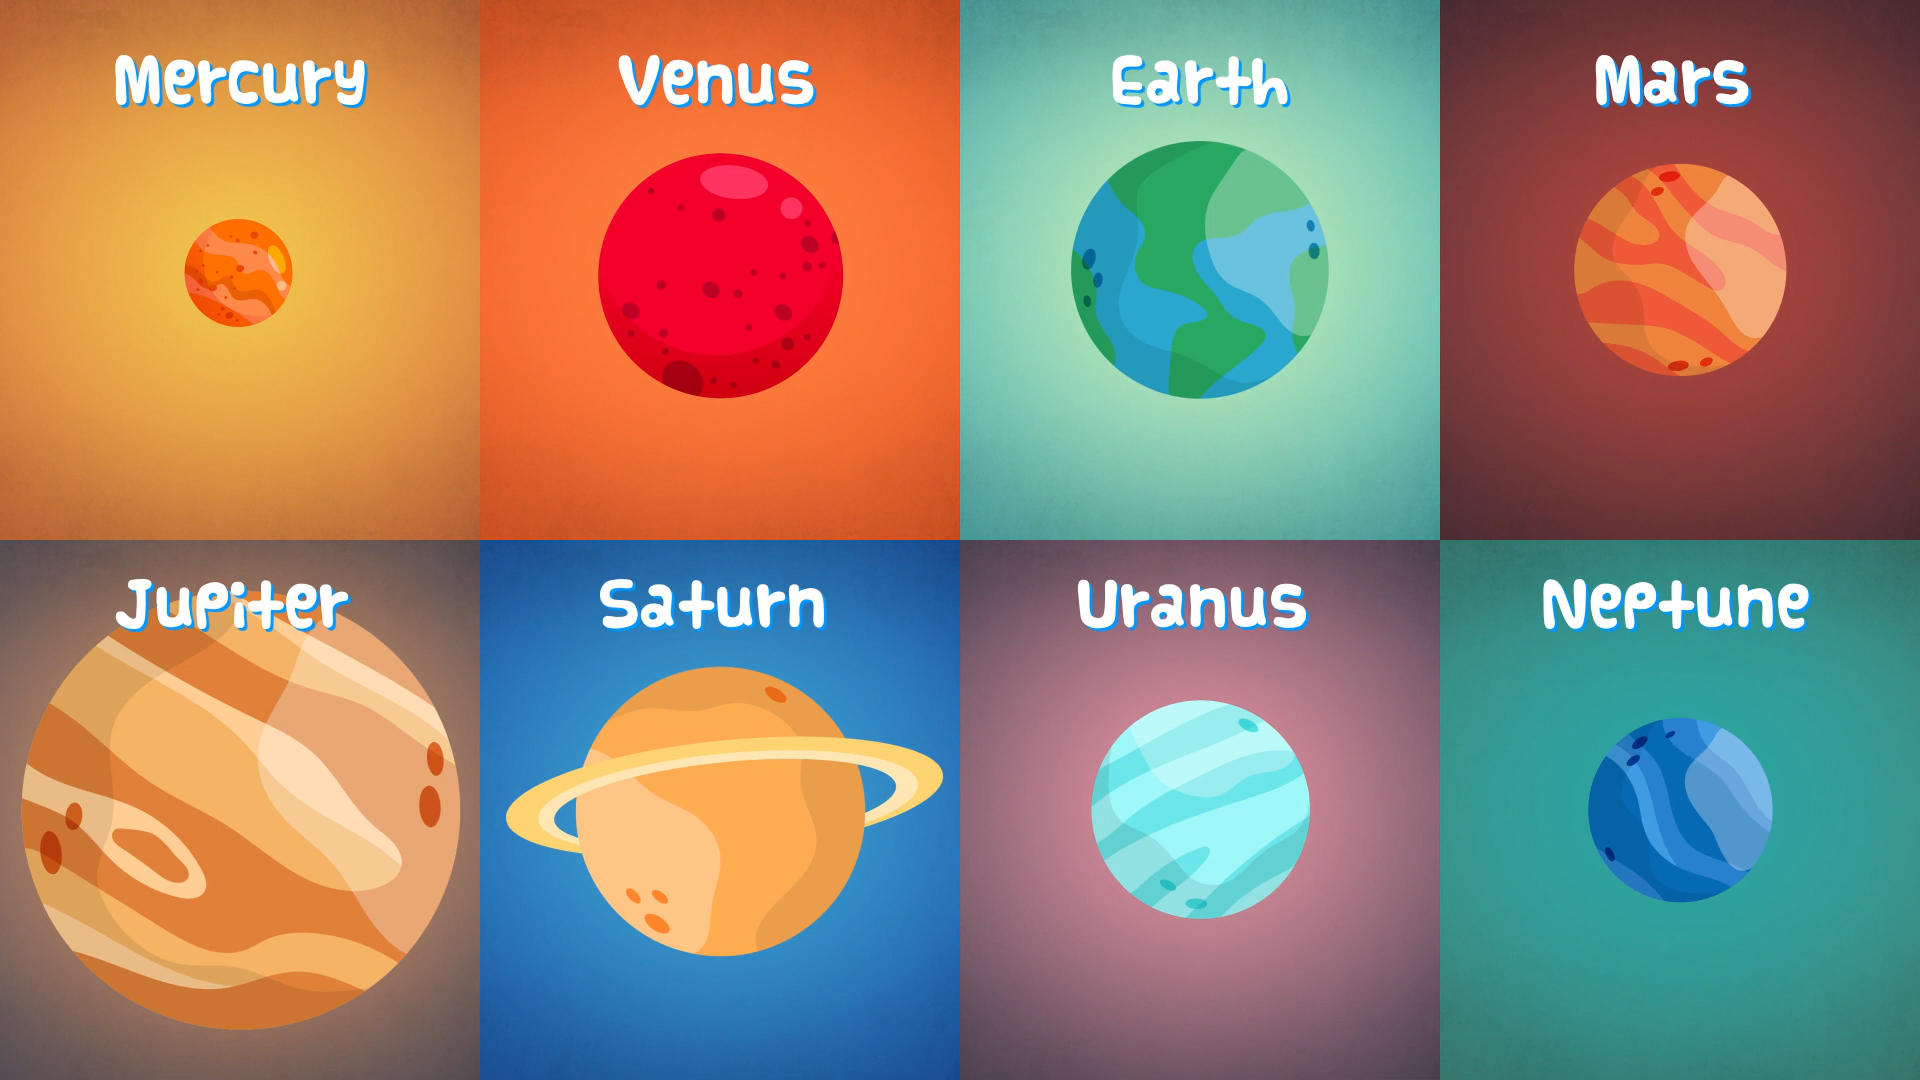 Mercury
Venus
Earth
Mars
Jupiter
Saturn
Uranus
Neptune